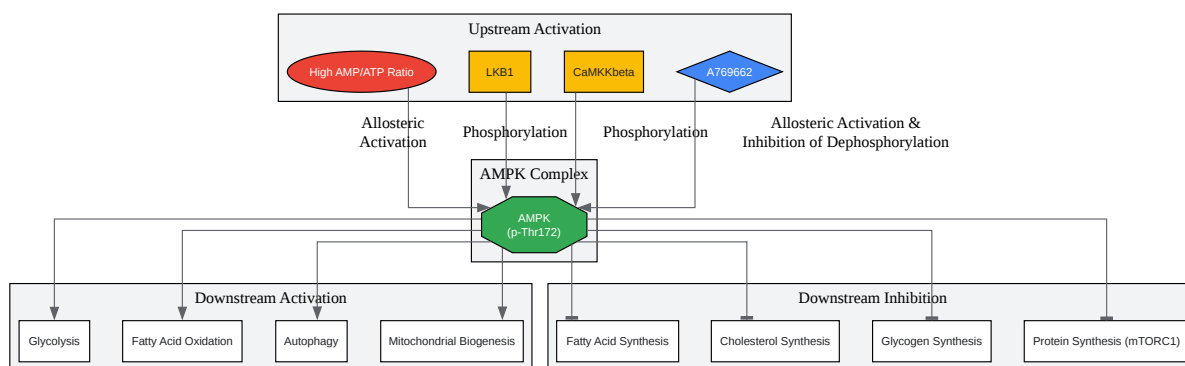 Upstream Activation
High AMP/ATP Ratio
LKB1
CaMKKbeta
A769662
Allosteric
Activation
Phosphorylation
Phosphorylation
Allosteric Activation &
Inhibition of Dephosphorylation
AMPK Complex
AMPK
(p-Thr172)
Downstream Activation
Glycolysis
Fatty Acid Oxidation
Autophagy
Mitochondrial Biogenesis
Downstream Inhibition
Fatty Acid Synthesis
Cholesterol Synthesis
Glycogen Synthesis
Protein Synthesis (mTORC1)